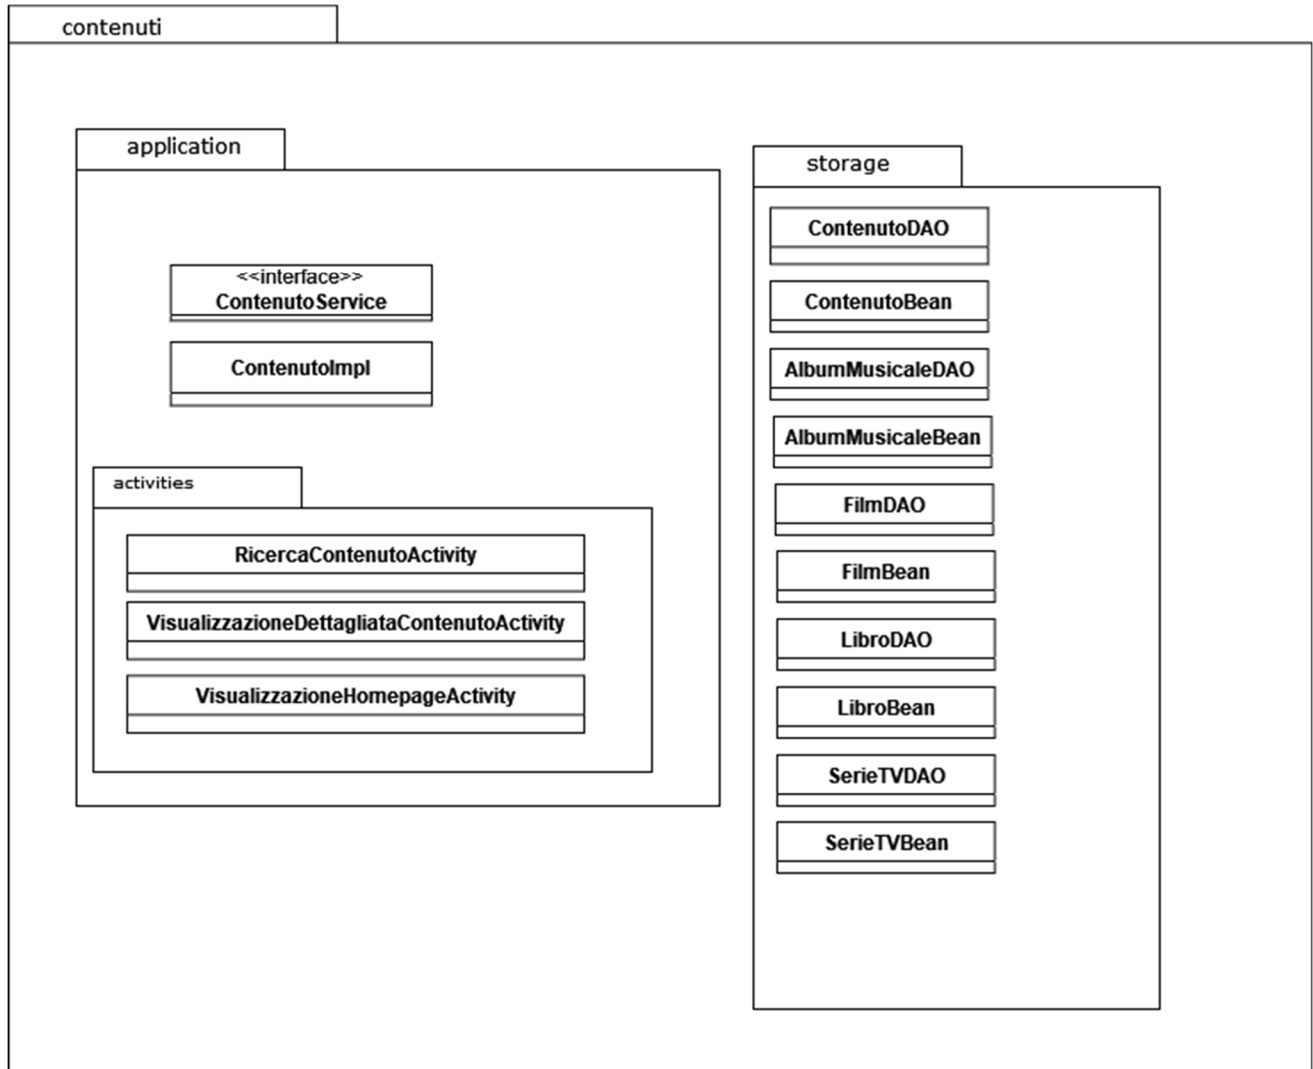 contenuti
application
<<interface>>
ContenutoService
ContenutoImpl
activities
RicercaContenutoActivity
VisualizzazioneDettagliataContenutoActivity
VisualizzazioneHomepageActivity
storage
ContenutoDAO
ContenutoBean
AlbumMusicaleDAO
AlbumMusicaleBean
FilmDAO
FilmBean
LibroDAO
LibroBean
SerieTVDAO
SerieTVBean